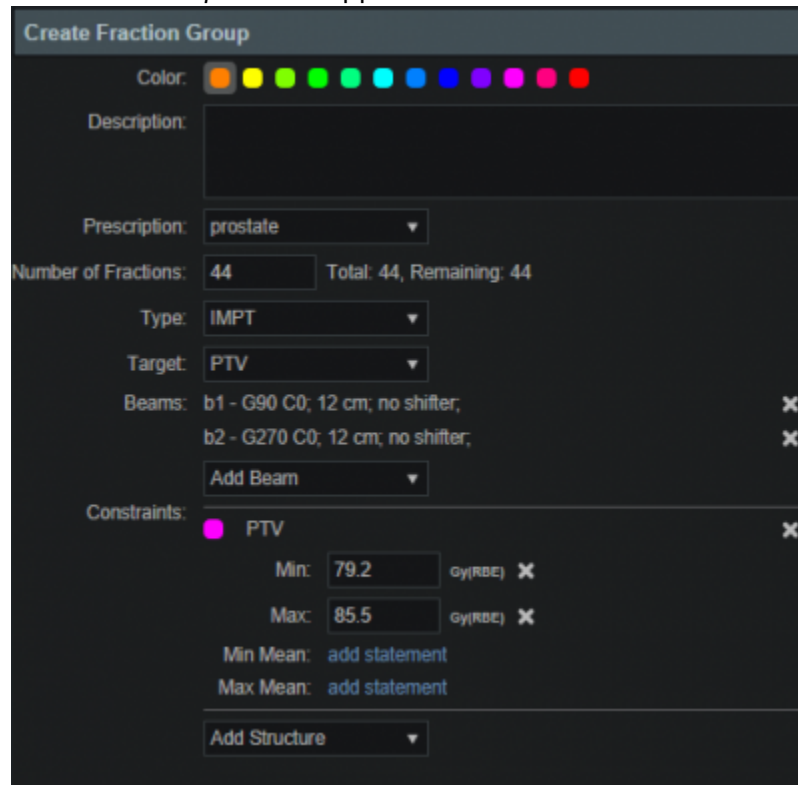 Create Fraction Group
Color:
Description:
Prescription: prostate
Number of Fractions: 44 Total: 44, Remaining: 44
Type: IMPT
Target: PTV
Beams: b1 - G90 C0; 12 cm; no shifter;
b2 - G270 C0; 12 cm; no shifter;
Add Beam
Constraints:
PTV
Min: 79.2 Gy(RBE)
Max: 85.5 Gy(RBE)
Min Mean: add statement
Max Mean: add statement
Add Structure